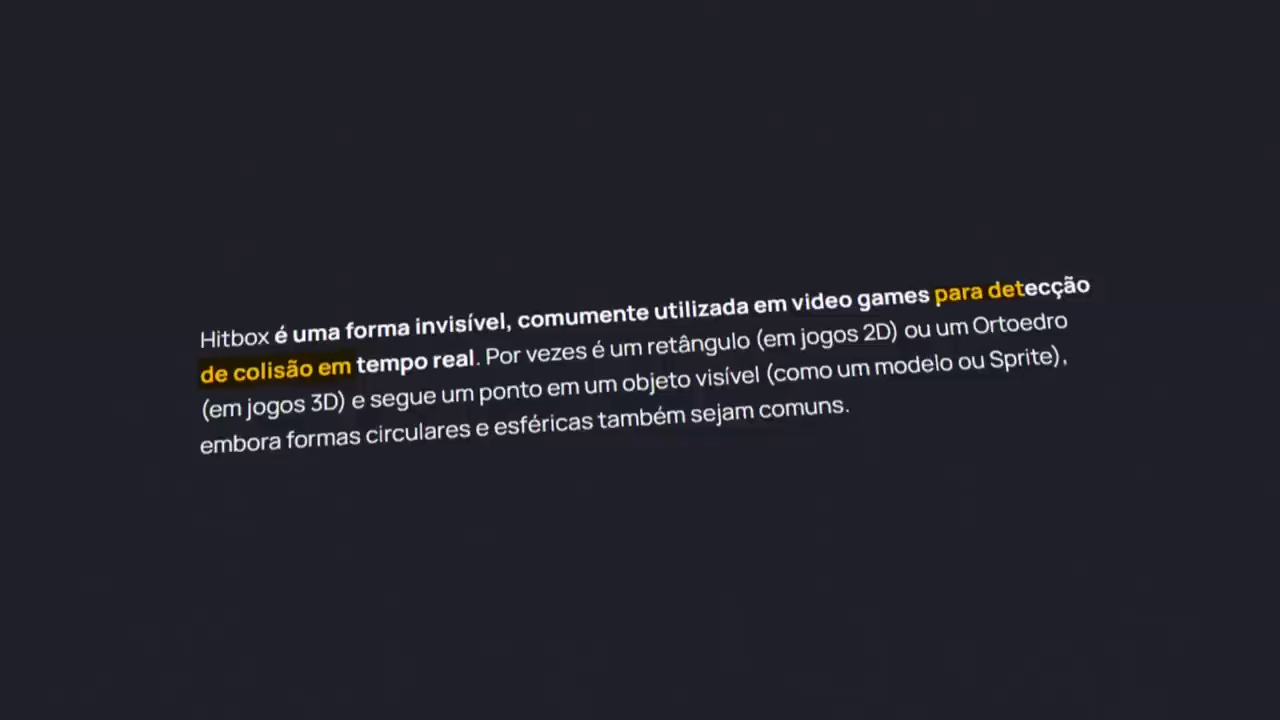 Hitbox é uma forma invisível, comumente utilizada em video games para detecção
de colisão em tempo real. Por vezes é um retângulo (em jogos 2D) ou um Ortoedro
(em jogos 3D) e segue um ponto em um objeto visível (como um modelo ou Sprite),
embora formas circulares e esféricas também sejam comuns.